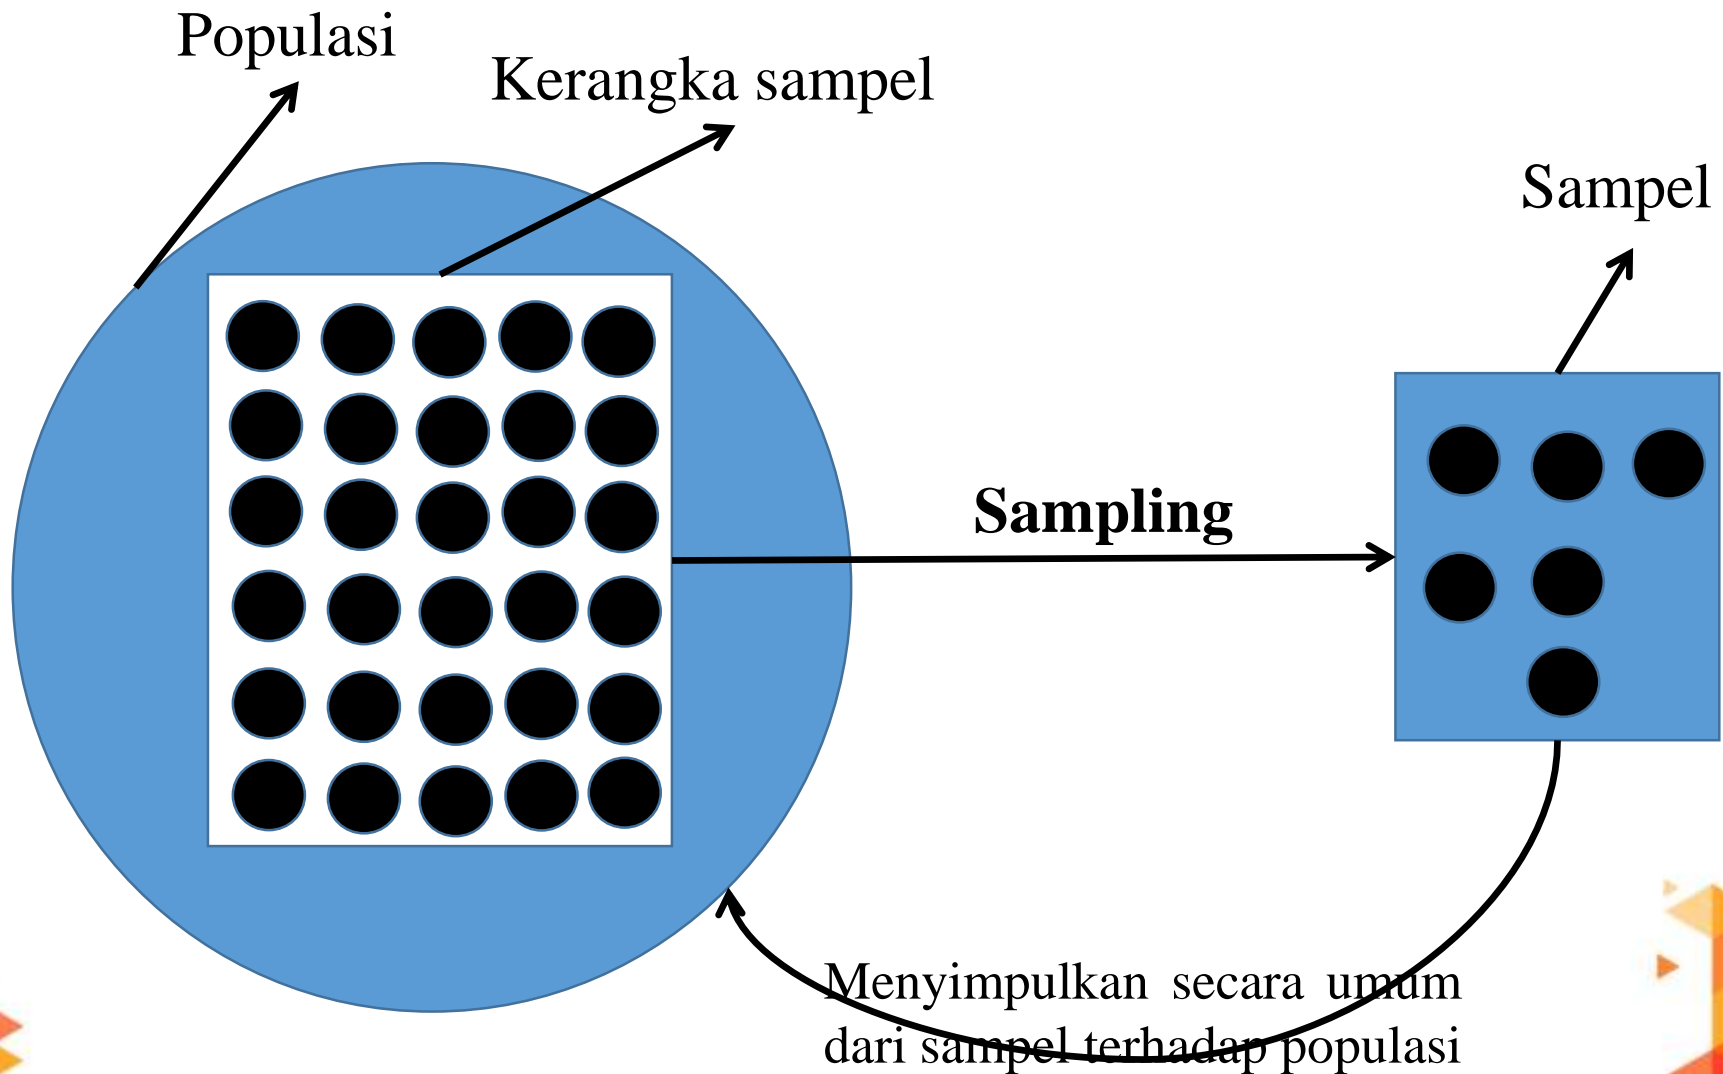 Populasi
Kerangka sampel
Sampel
Sampling
Menyimpulkan secara umum
dari sampel terhadap populasi